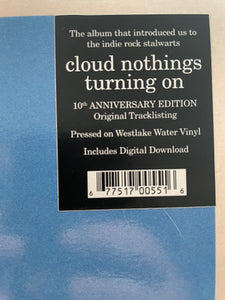 The album that introduced us to
the indie rock stalwarts
cloud nothings
turning on
10th ANNIVERSARY EDITION
Original Tracklisting
Pressed on Westlake Water Vinyl
Includes Digital Download
6 77517 00551 6